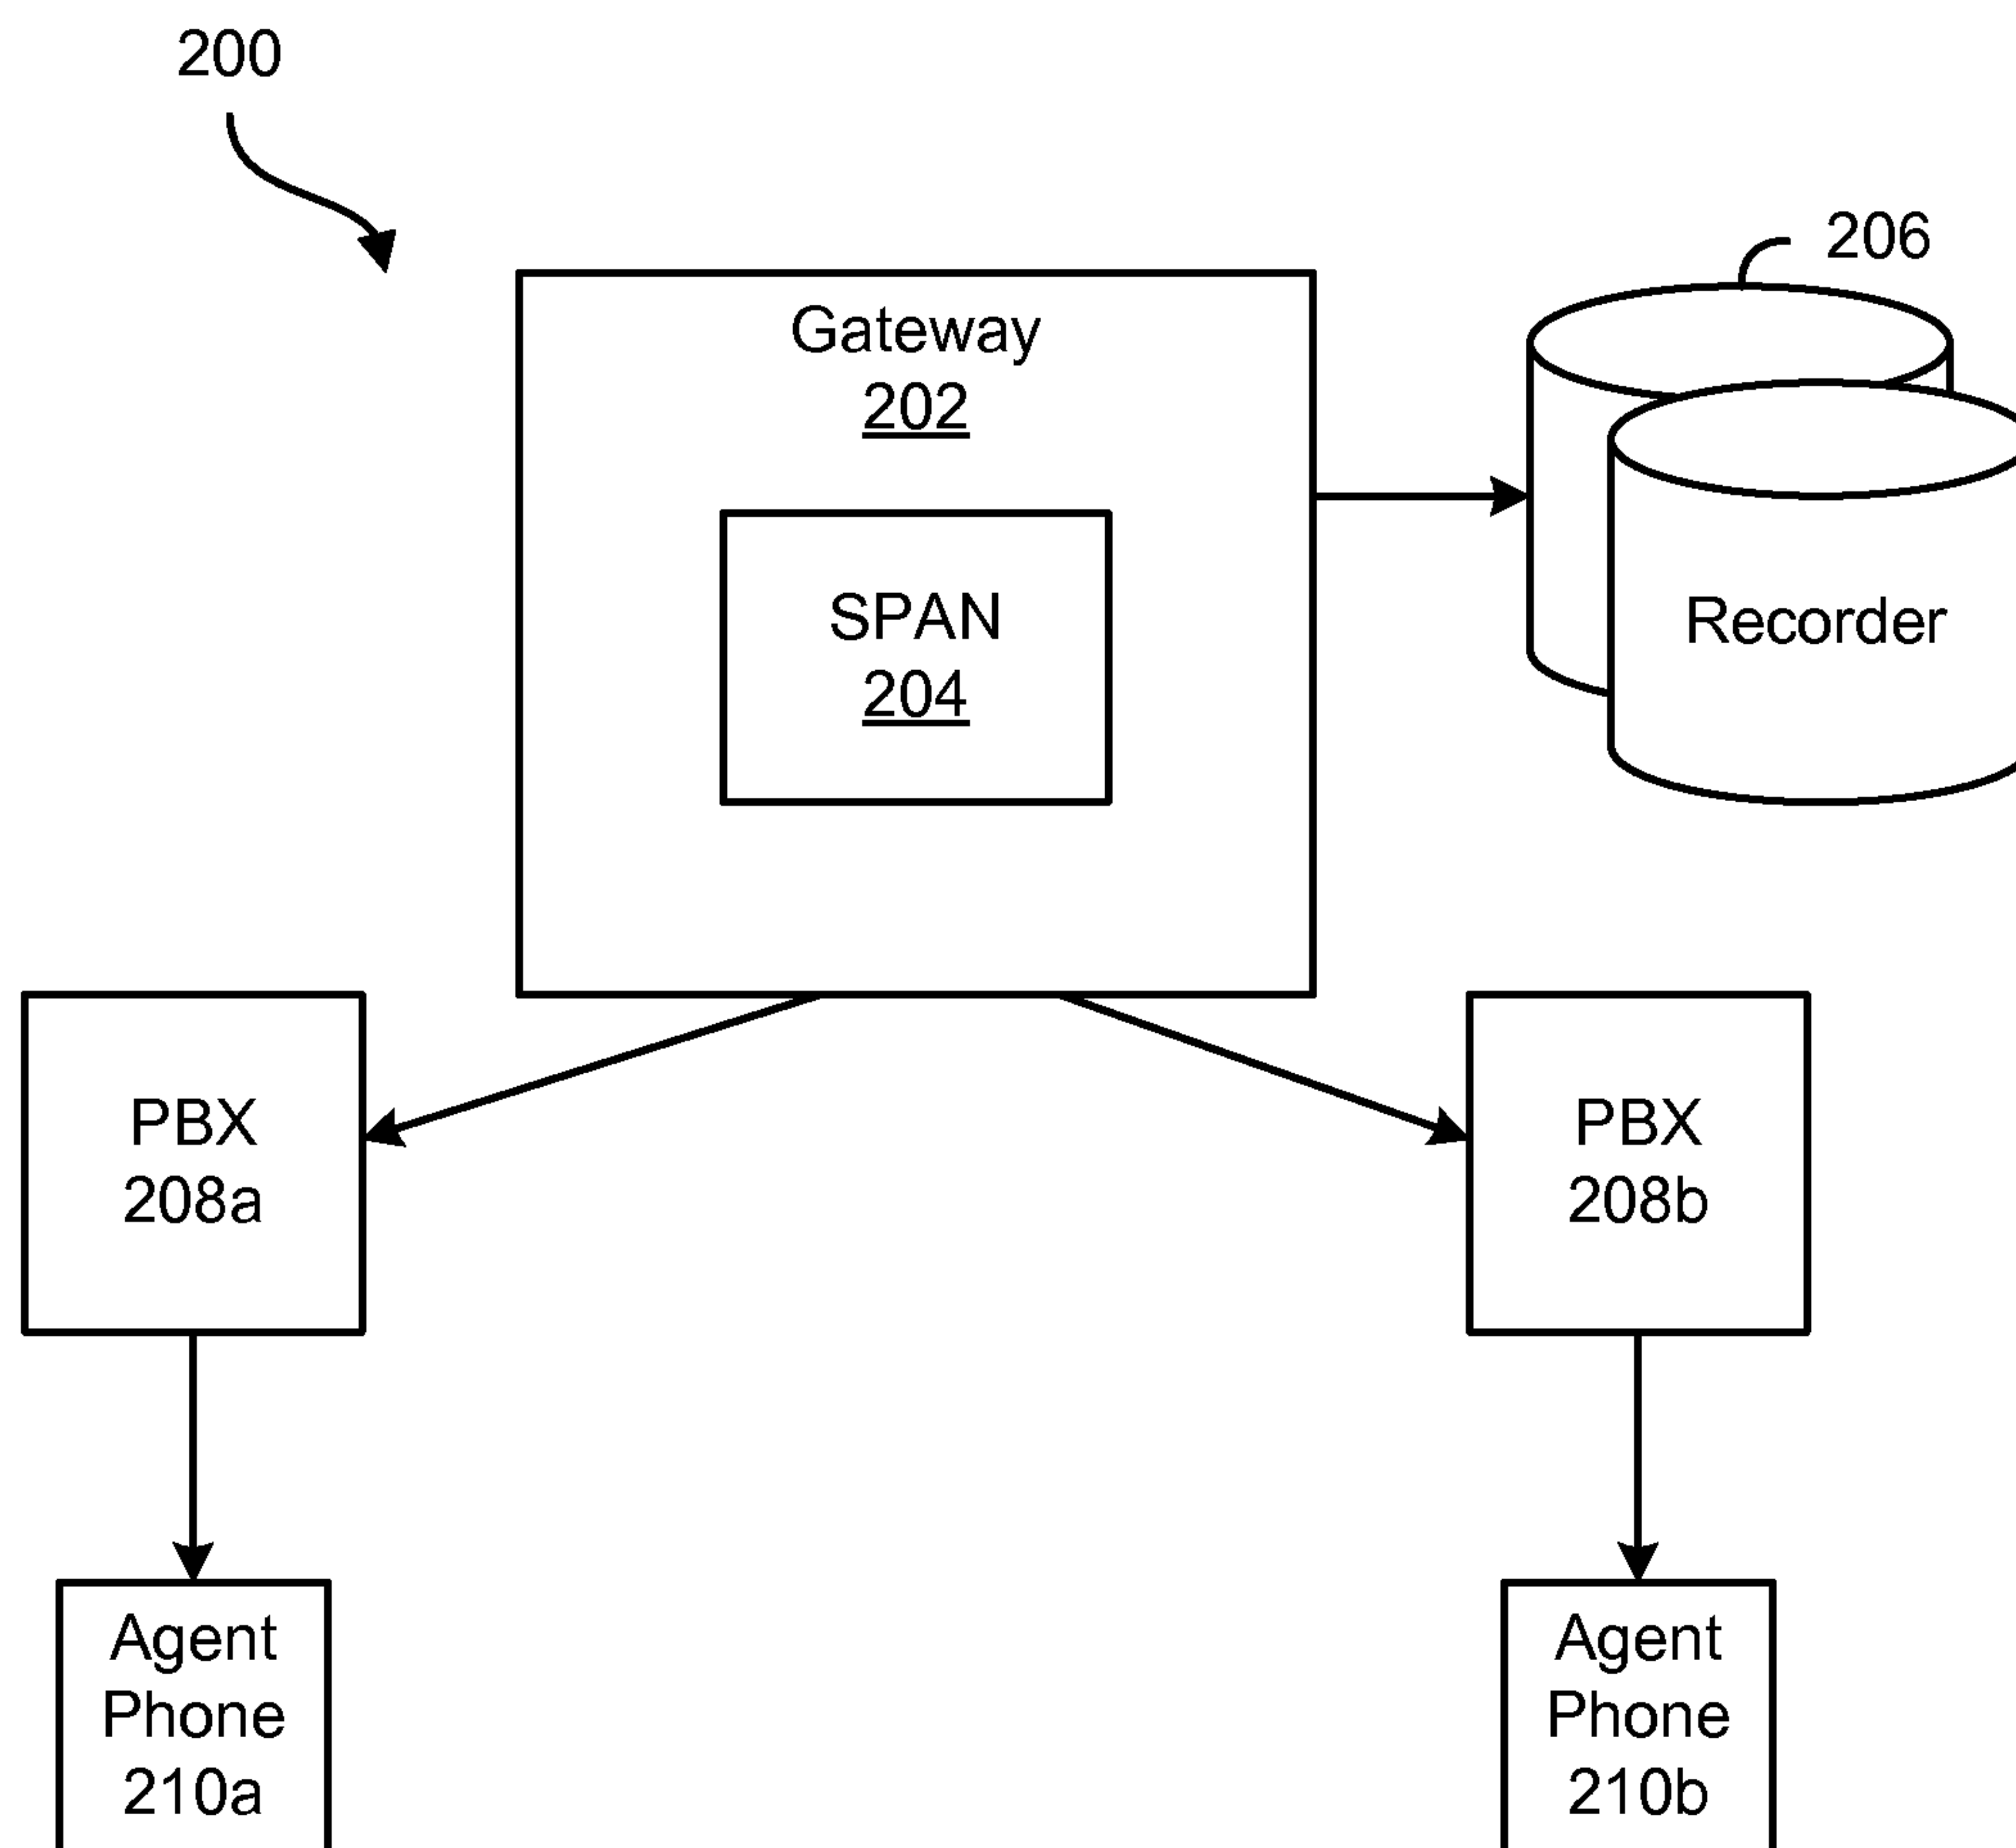 200
206
Gateway
202
SPAN
204
Recorder
PBX
208a
PBX
208b
Agent
Phone
210a
Agent
Phone
210b